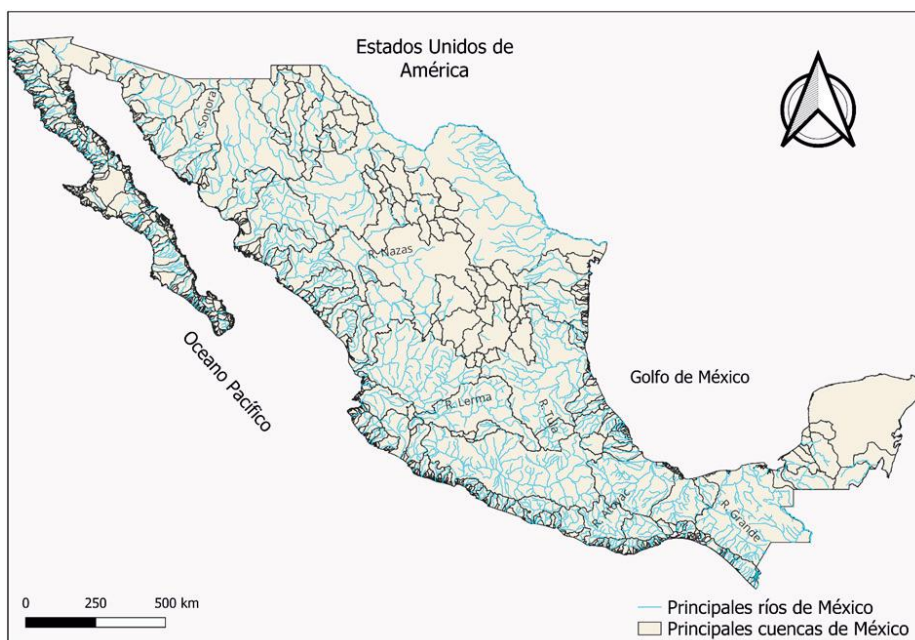 Estados Unidos de
América
R. Sonora
R. Nazas
Oceano Pacífico
Golfo de México
R. Lerma
R. Tula
R. Atoyac
R. Grande
0 250 500 km
Principales ríos de México
Principales cuencas de México